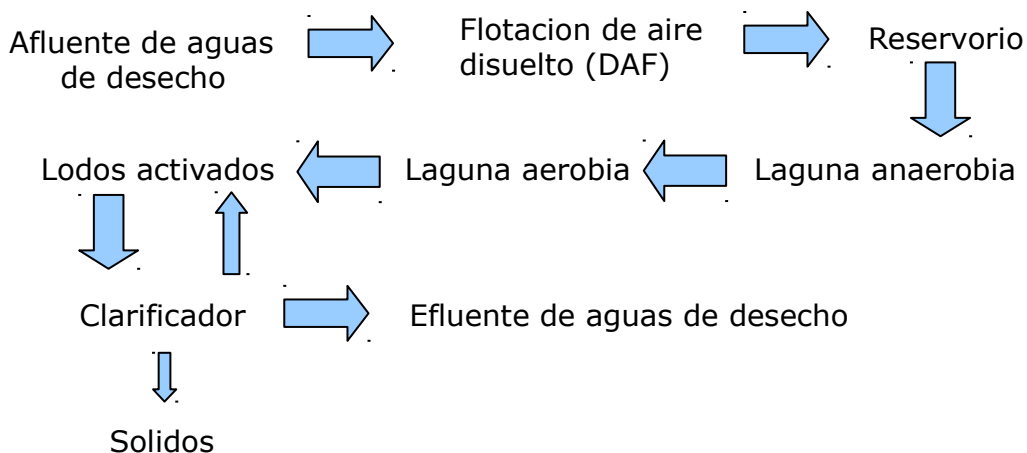 Afluente de aguas
de desecho
Flotacion de aire
disuelto (DAF)
Reservorio
Laguna anaerobia
Laguna aerobia
Lodos activados
Clarificador
Efluente de aguas de desecho
Solidos